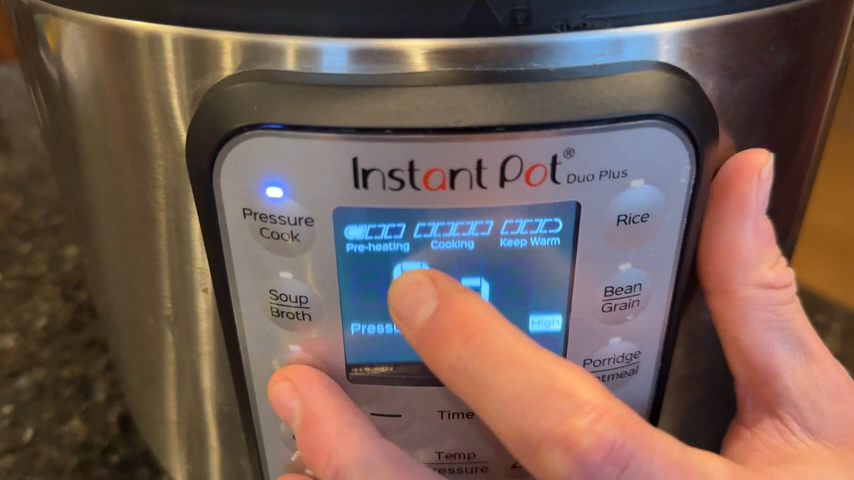 Instant Pot®
Duo Plus
Pressure
Cook
Pre-heating Cooking Keep Warm
Rice
Soup
Broth
High
Bean
Grain
Porridge
Time
Temp